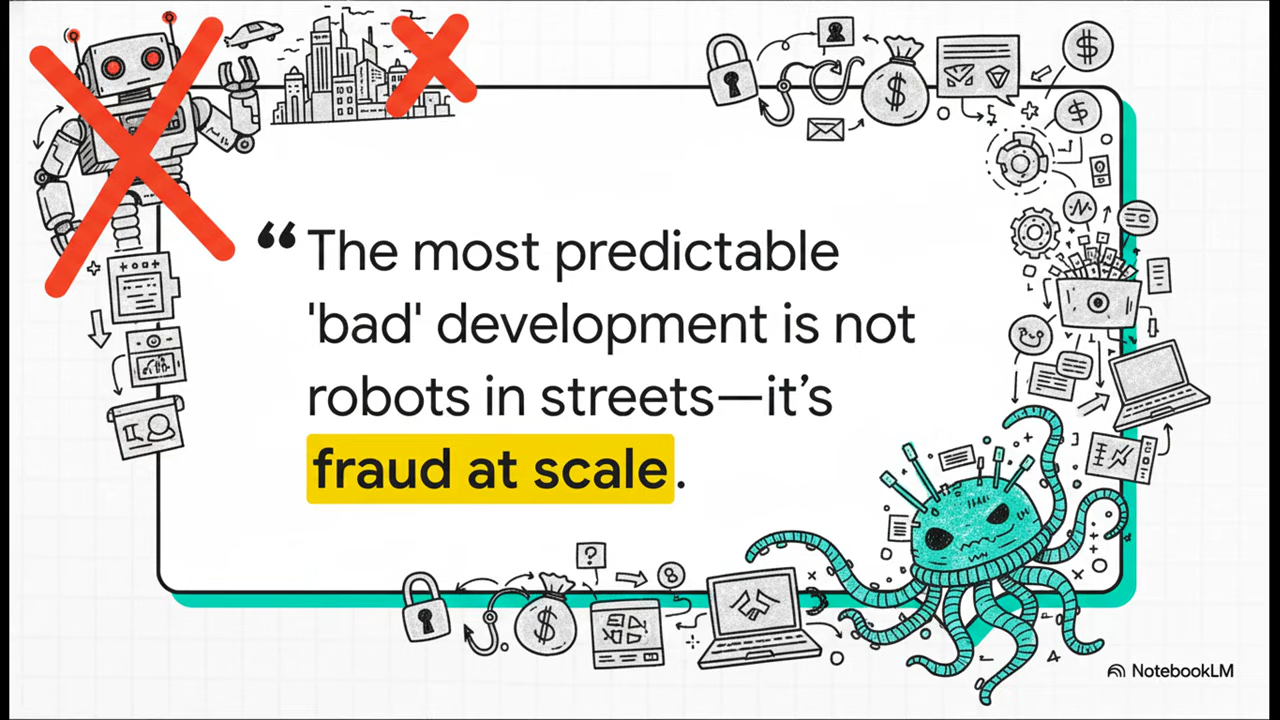 “The most predictable
'bad' development is not
robots in streets—it’s
fraud at scale.
NotebookLM